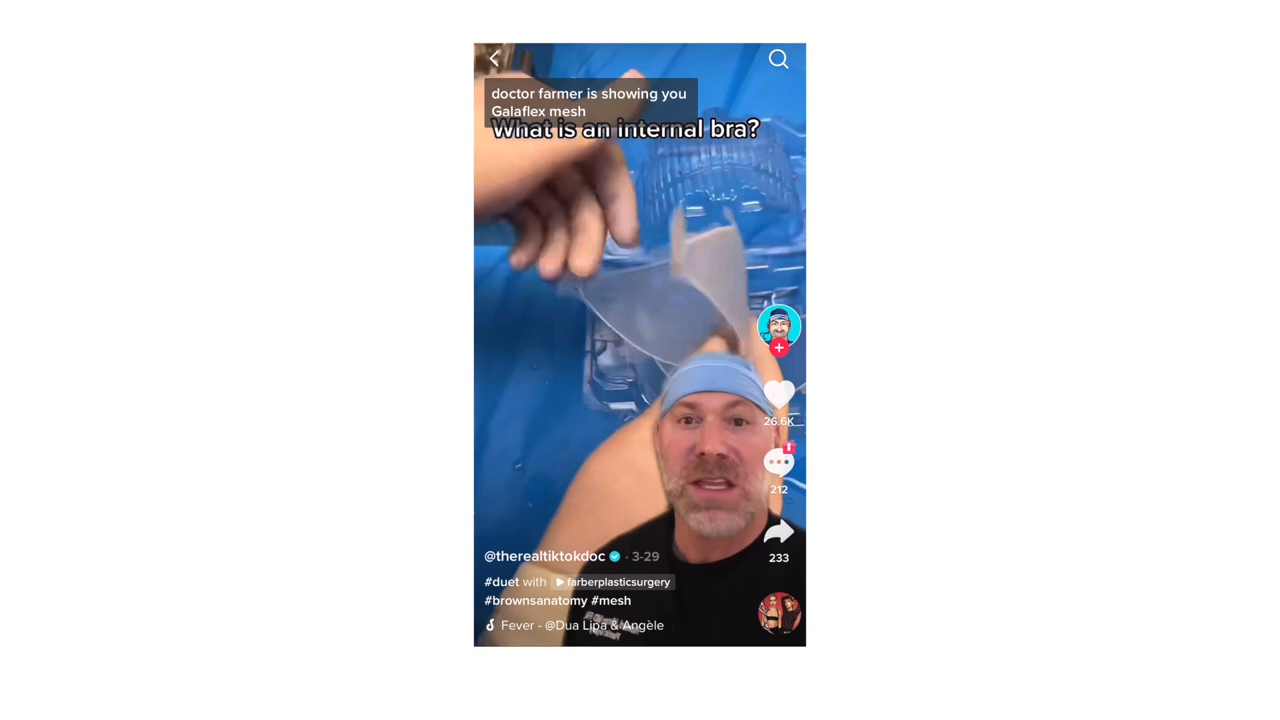 doctor farmer is showing you
Galaflex mesh
What is an internal bra?
26.6K
212
233
@therealtiktokdoc · 3-29
#duet with farberplasticsurgery
#brownsanatomy #mesh
Fever - @Dua Lipa & Angèle